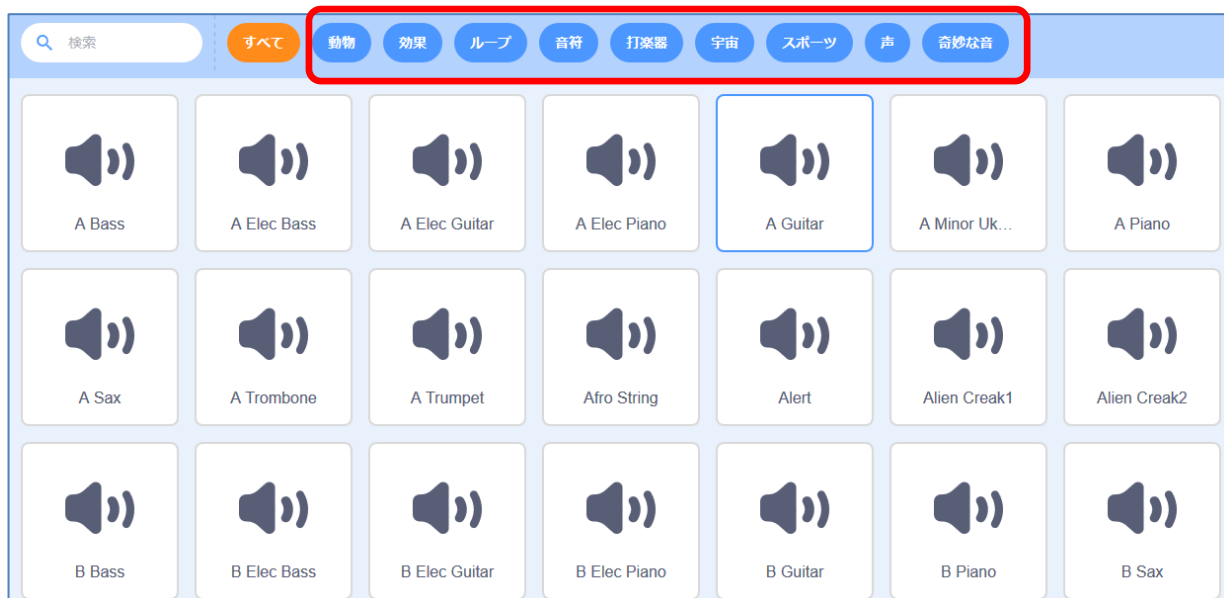 検索 すべて 動物 効果 ループ 音符 打楽器 宇宙 スポーツ 声 奇妙な音
A Bass A Elec Bass A Elec Guitar A Elec Piano A Guitar A Minor Uk... A Piano
A Sax A Trombone A Trumpet Afro String Alert Alien Creak1 Alien Creak2
B Bass B Elec Bass B Elec Guitar B Elec Piano B Guitar B Piano B Sax